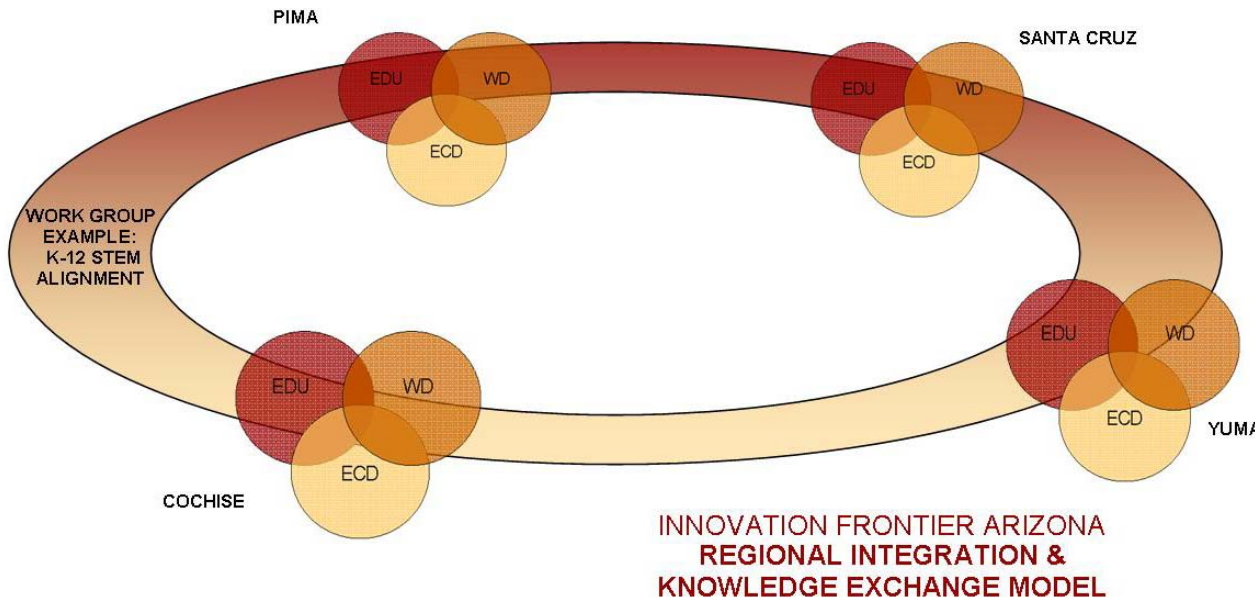 PIMA
EDU
WD
ECD
SANTA CRUZ
EDU
WD
ECD
WORK GROUP
EXAMPLE:
K-12 STEM
ALIGNMENT
EDU
WD
ECD
YUMA
EDU
WD
ECD
COCHISE
INNOVATION FRONTIER ARIZONA
REGIONAL INTEGRATION &
KNOWLEDGE EXCHANGE MODEL